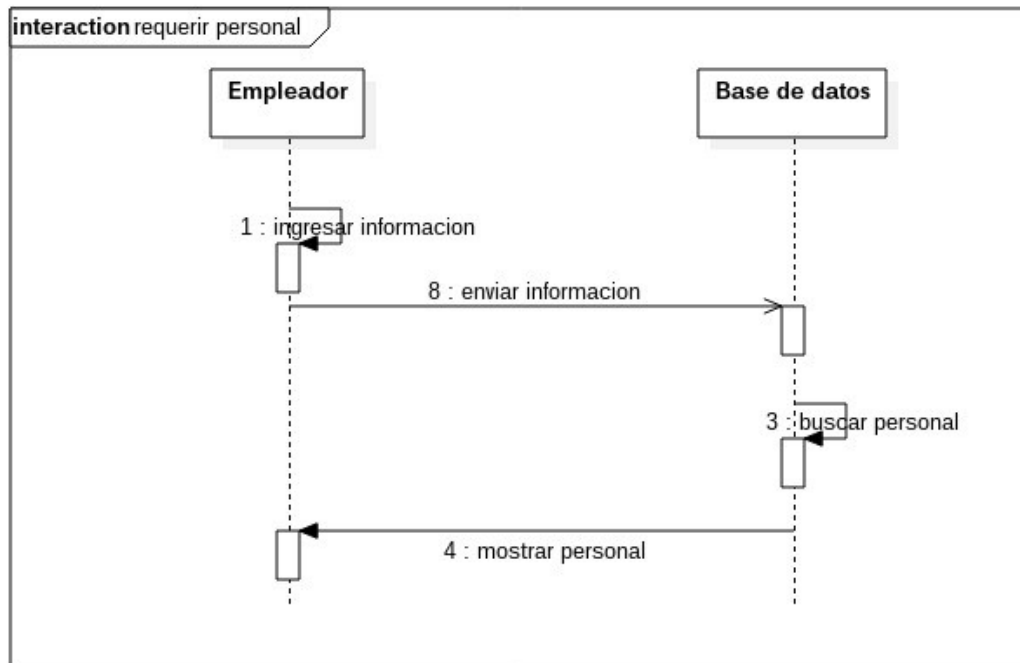 interaction requerir personal
Empleador
Base de datos
1 : ingresar informacion
8 : enviar informacion
3 : buscar personal
4 : mostrar personal